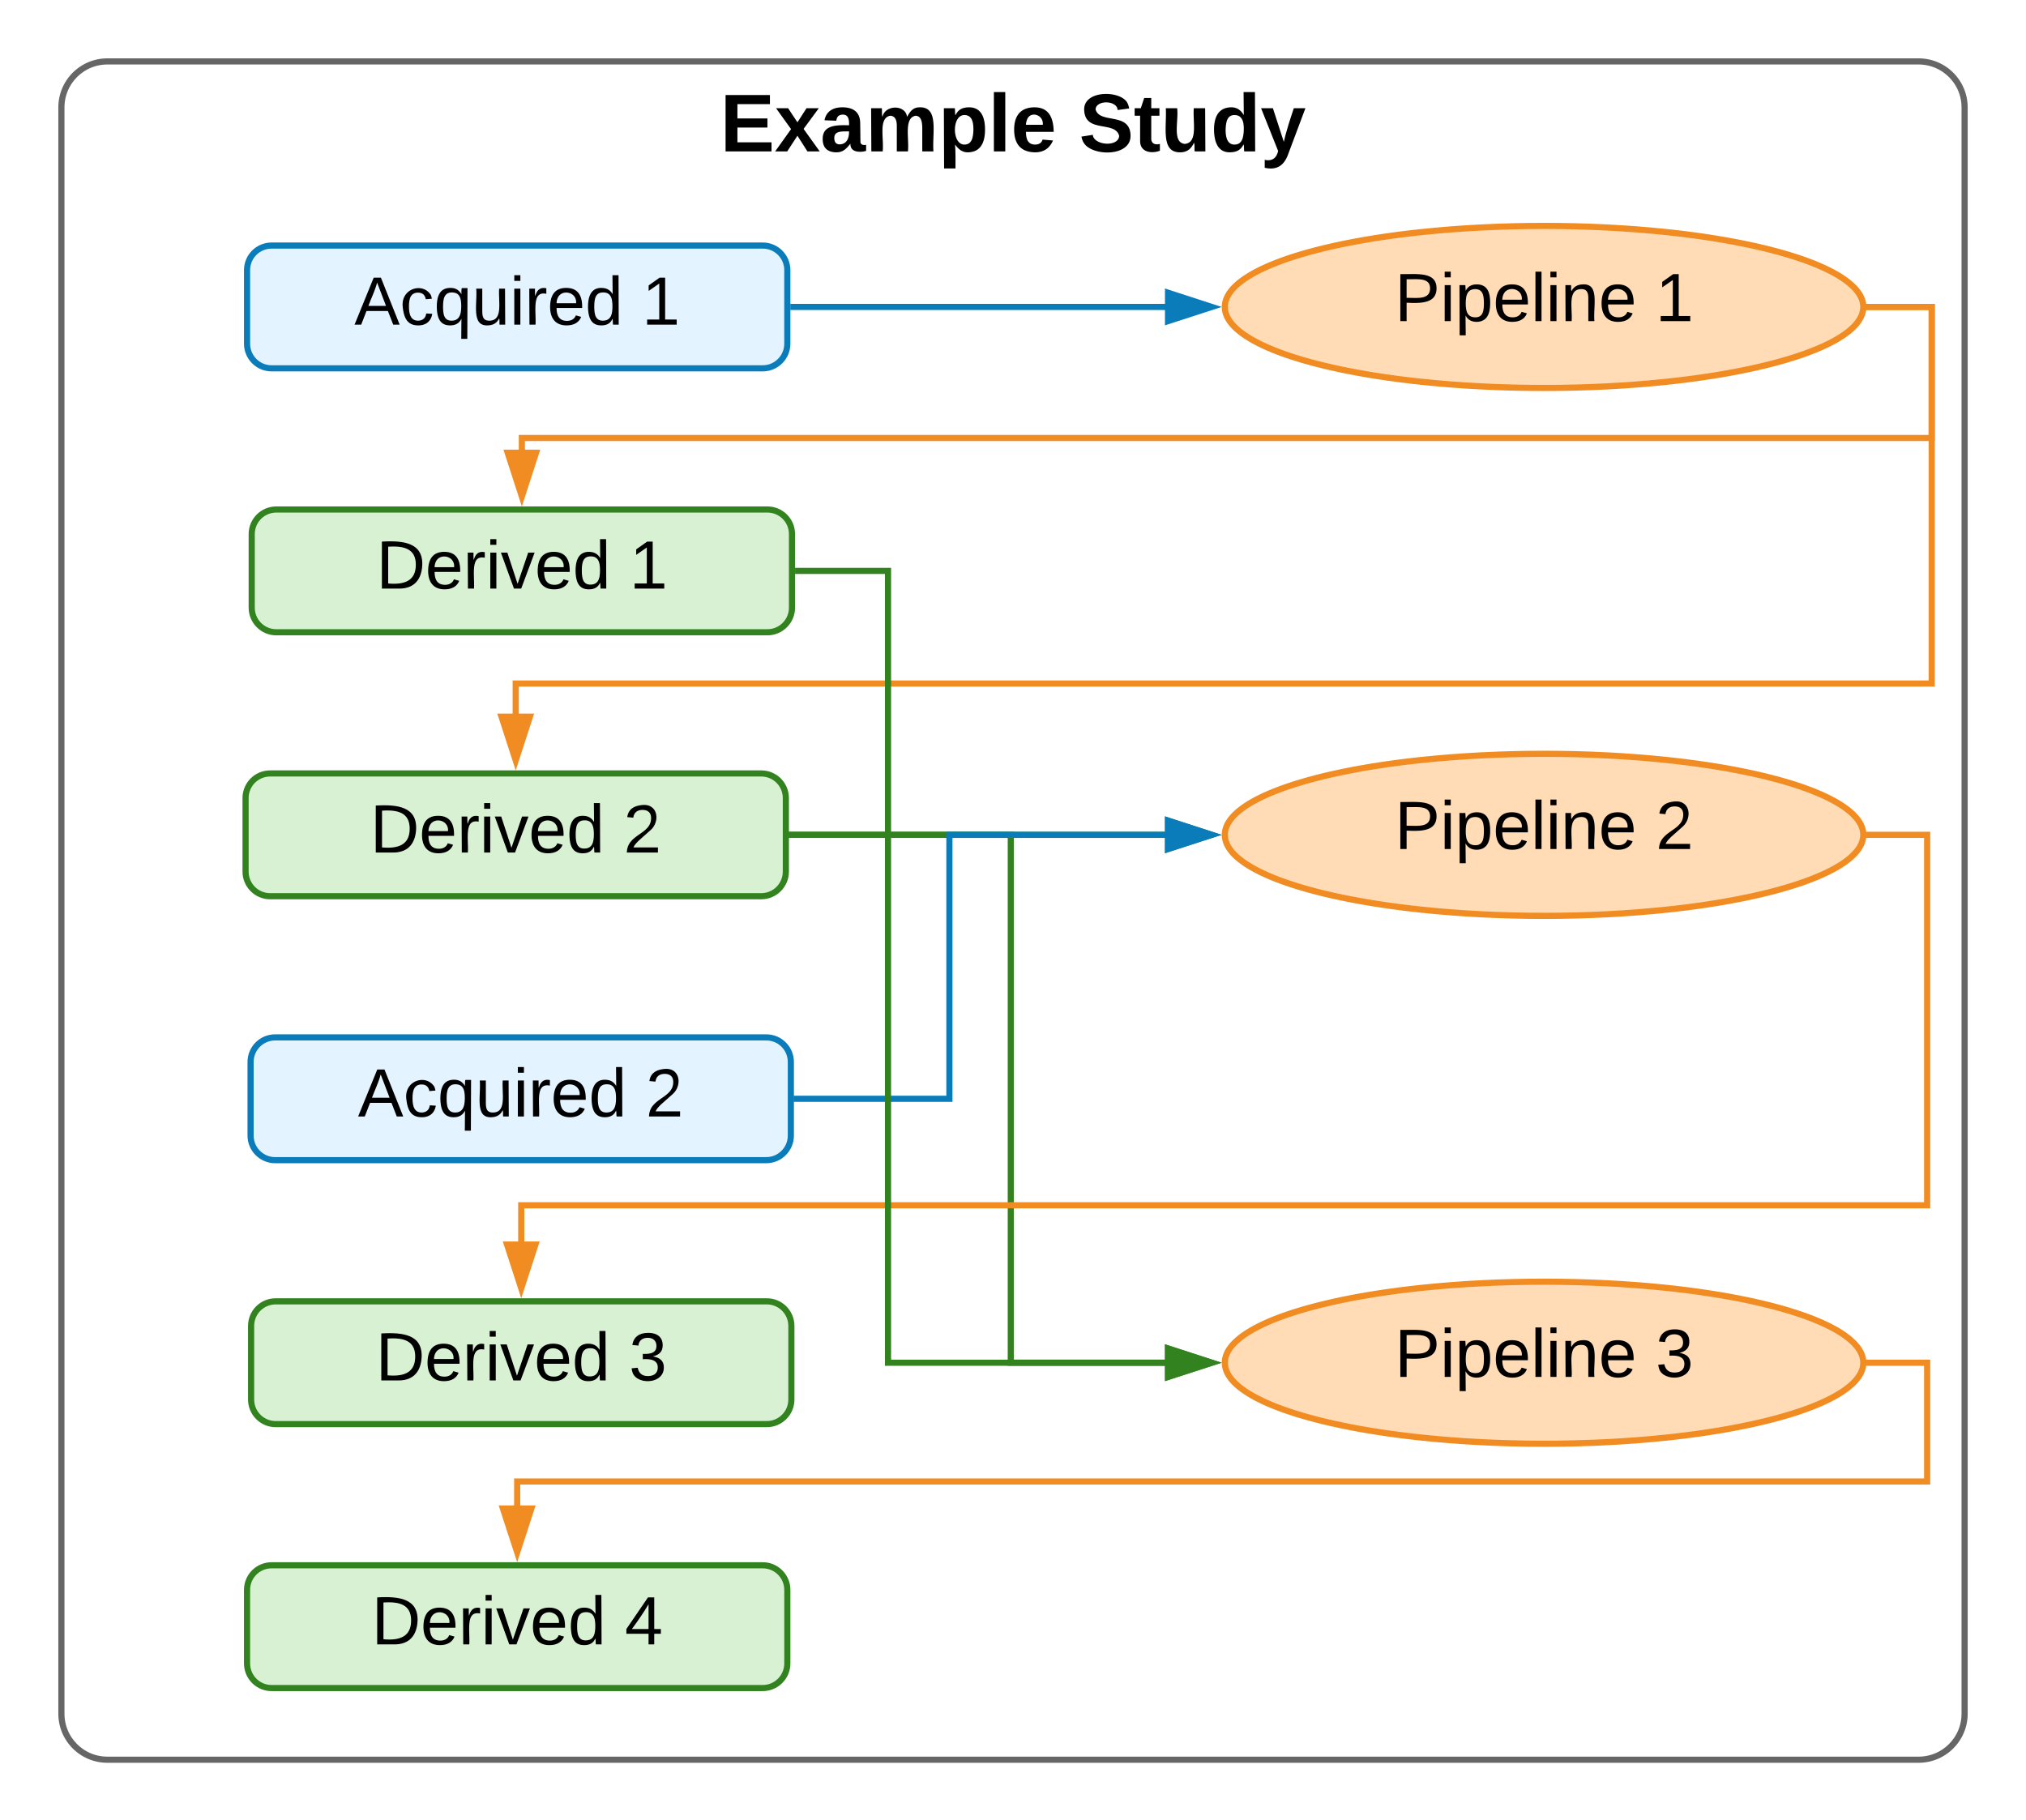 Example Study
Acquired 1
Pipeline 1
Derived 1
Derived 2
Pipeline 2
Acquired 2
Derived 3
Pipeline 3
Derived 4